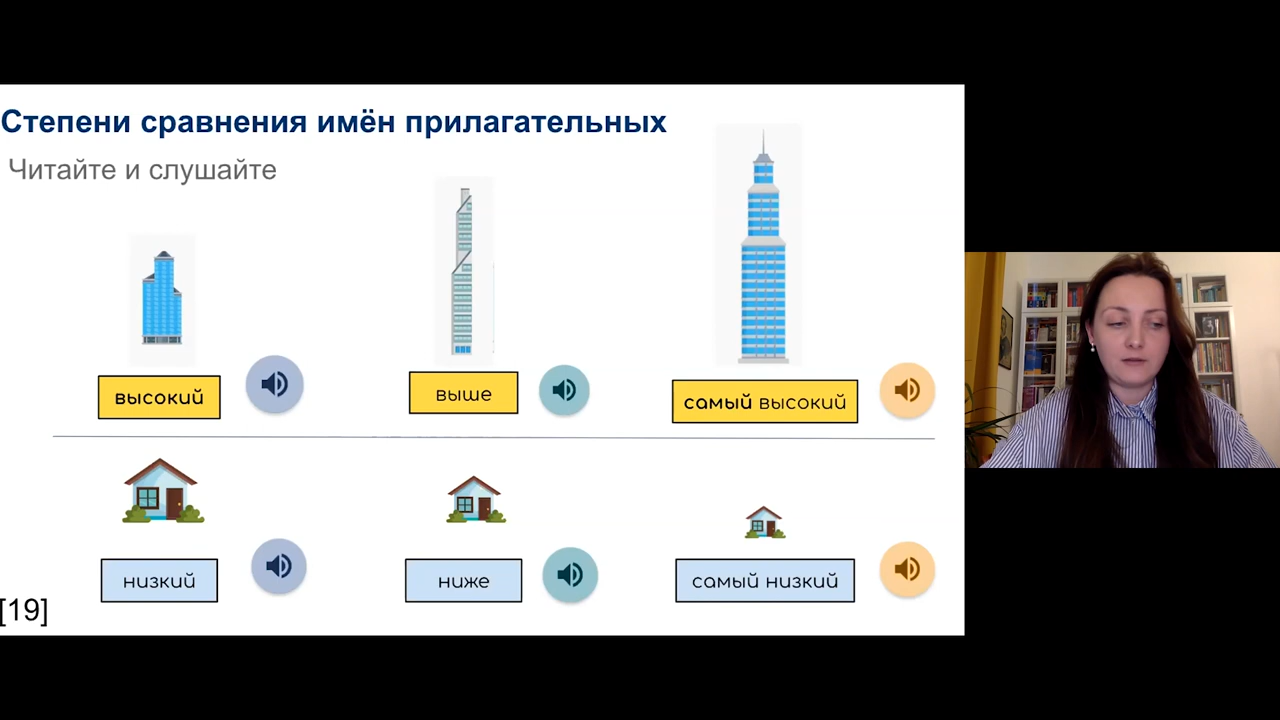 Степени сравнения имён прилагательных
Читайте и слушайте
высокий
выше
самый высокий
низкий
ниже
самый низкий
[19]